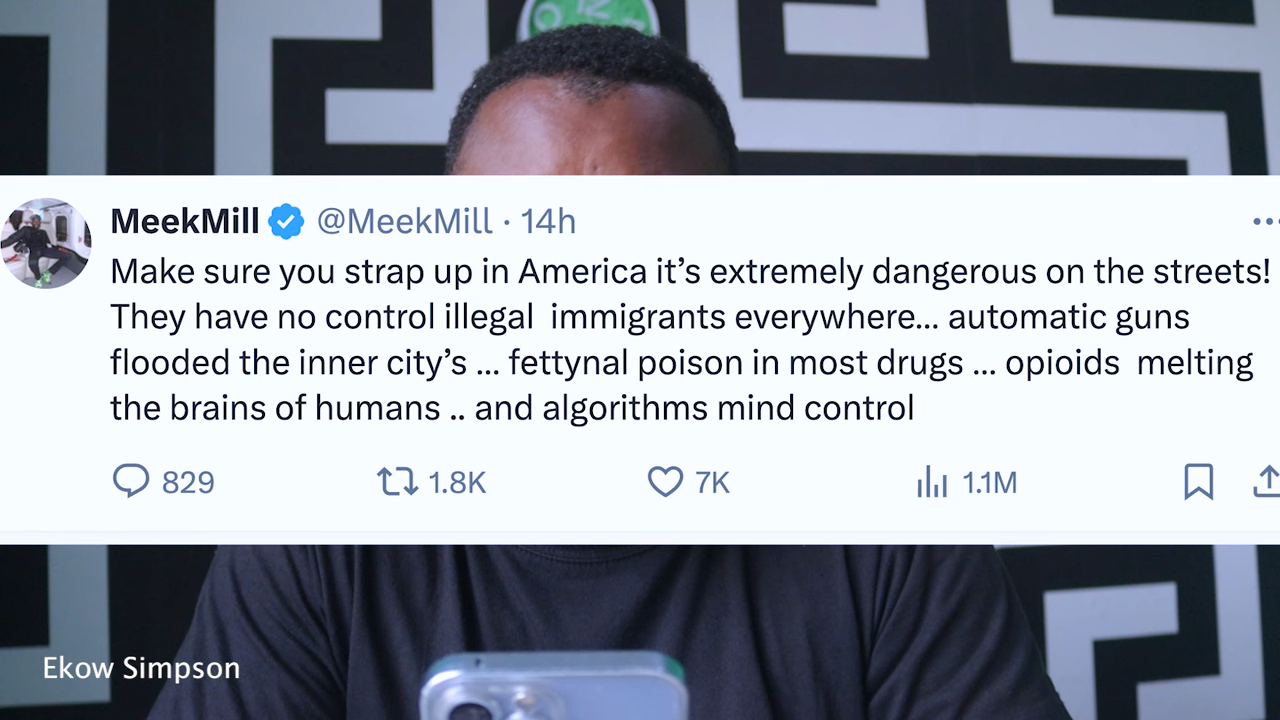 12
MeekMill @MeekMill · 14h
Make sure you strap up in America it’s extremely dangerous on the streets!
They have no control illegal  immigrants everywhere... automatic guns
flooded the inner city’s ... fettynal poison in most drugs ... opioids  melting
the brains of humans .. and algorithms mind control
829 1.8K 7K 1.1M
Ekow Simpson